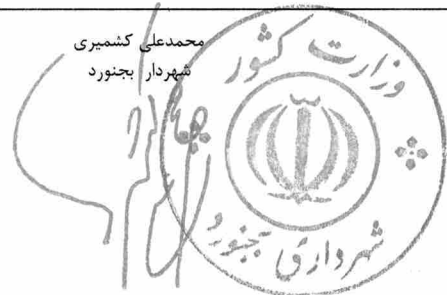 محمدعلی کشمیری
شهردار بجنورد
وزارت کشور
شهرداری بجنورد